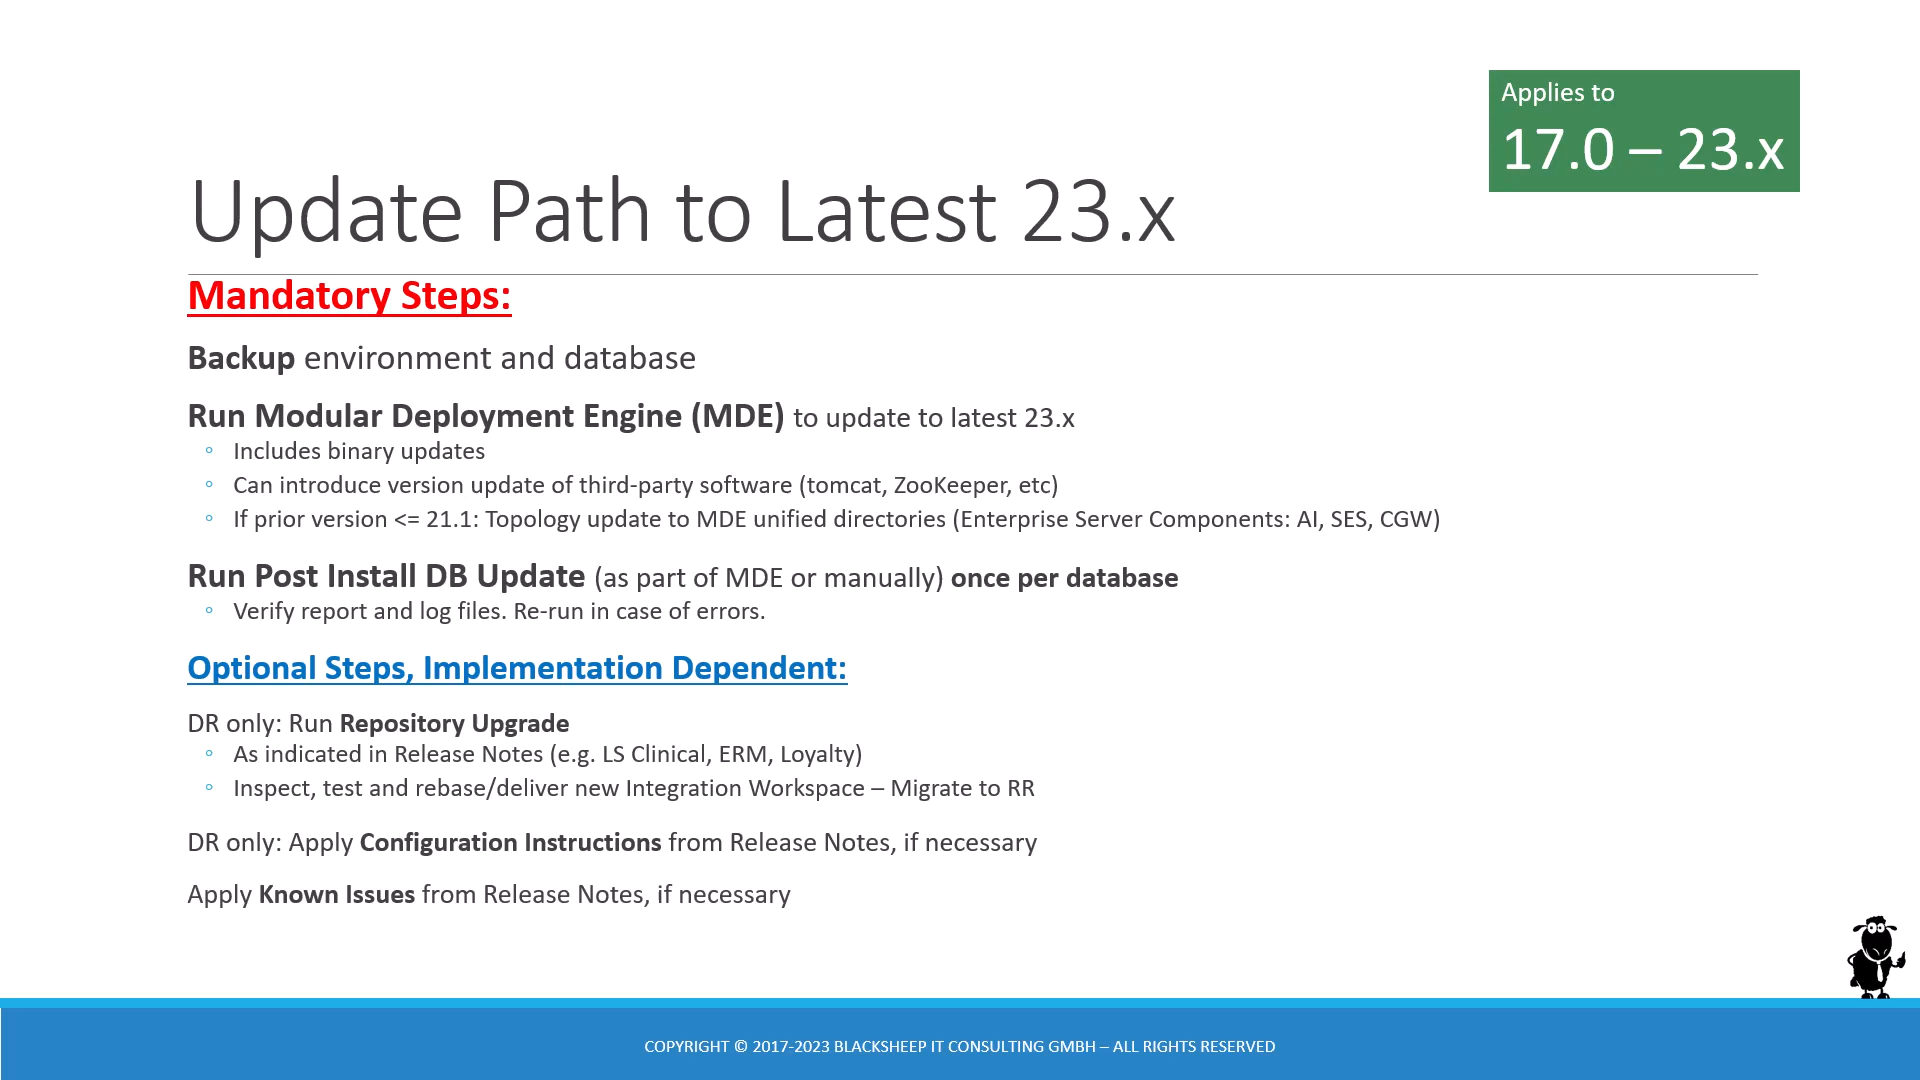 Applies to
17.0 – 23.x
Update Path to Latest 23.x
Mandatory Steps:
Backup environment and database
Run Modular Deployment Engine (MDE) to update to latest 23.x
◦ Includes binary updates
◦ Can introduce version update of third-party software (tomcat, ZooKeeper, etc)
◦ If prior version <= 21.1: Topology update to MDE unified directories (Enterprise Server Components: AI, SES, CGW)
Run Post Install DB Update (as part of MDE or manually) once per database
◦ Verify report and log files. Re-run in case of errors.
Optional Steps, Implementation Dependent:
DR only: Run Repository Upgrade
◦ As indicated in Release Notes (e.g. LS Clinical, ERM, Loyalty)
◦ Inspect, test and rebase/deliver new Integration Workspace – Migrate to RR
DR only: Apply Configuration Instructions from Release Notes, if necessary
Apply Known Issues from Release Notes, if necessary
COPYRIGHT © 2017-2023 BLACKSHEEP IT CONSULTING GMBH – ALL RIGHTS RESERVED